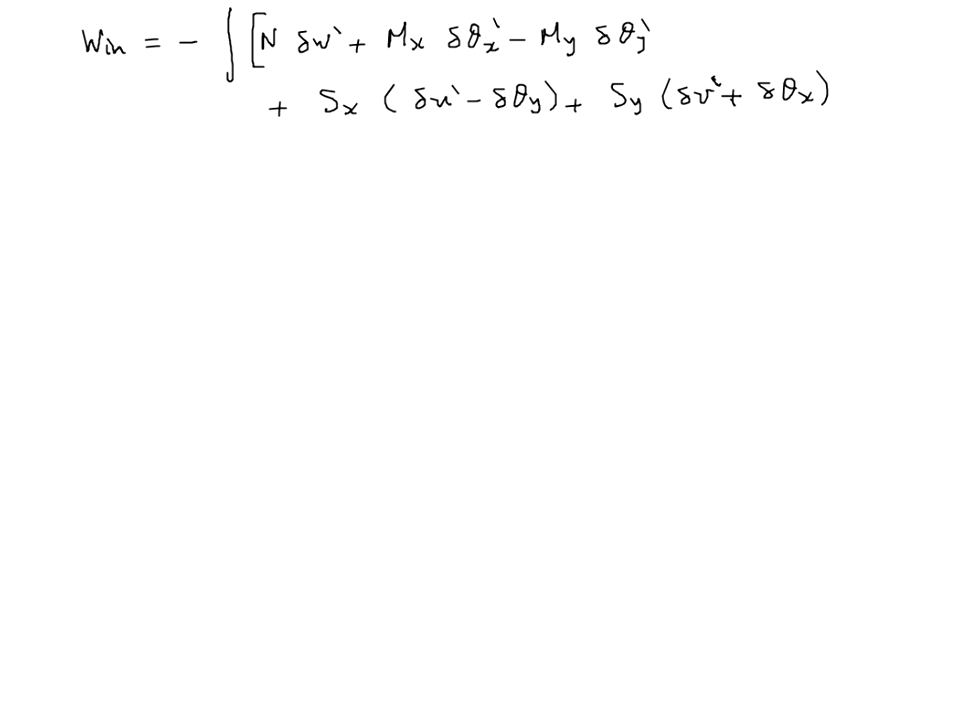 Win = - ∫ [N δw' + Mx δθx' - My δθy'
+ Sx (δu' - δθy) + Sy (δv' + δθx)